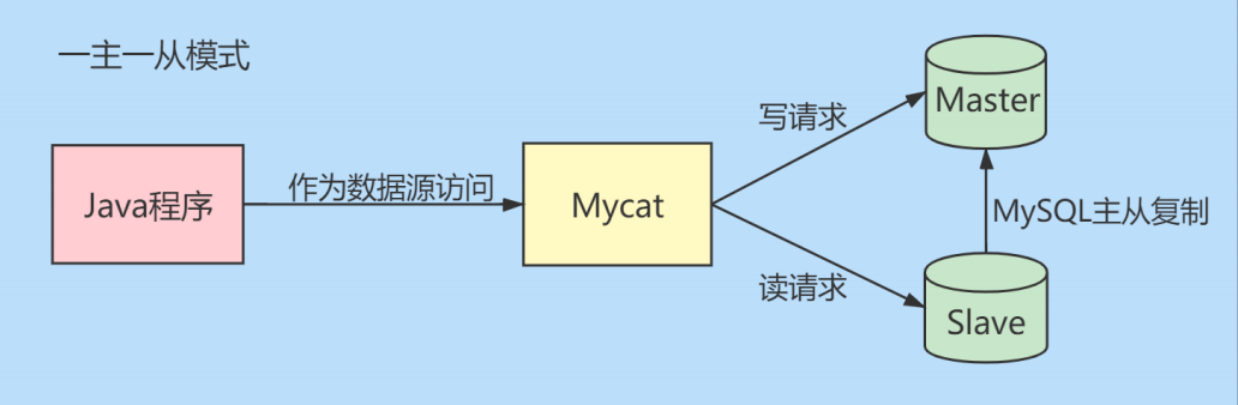 一主一从模式
Java程序
作为数据源访问
Mycat
写请求
读请求
Master
MySQL主从复制
Slave